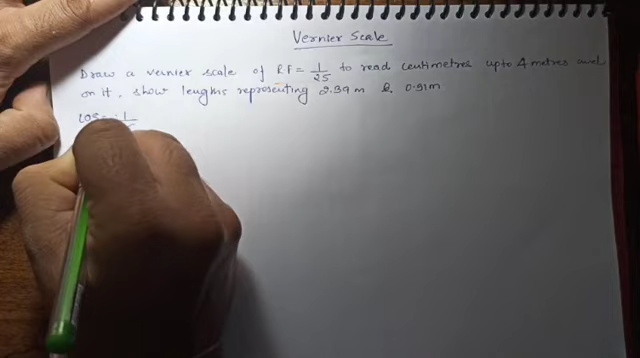 Vernier Scale
Draw a vernier scale of R.F = 1/25 to read centimetres upto 4 metres and
on it, show lengths representing 2.39 m & 0.91m
LOS = 1